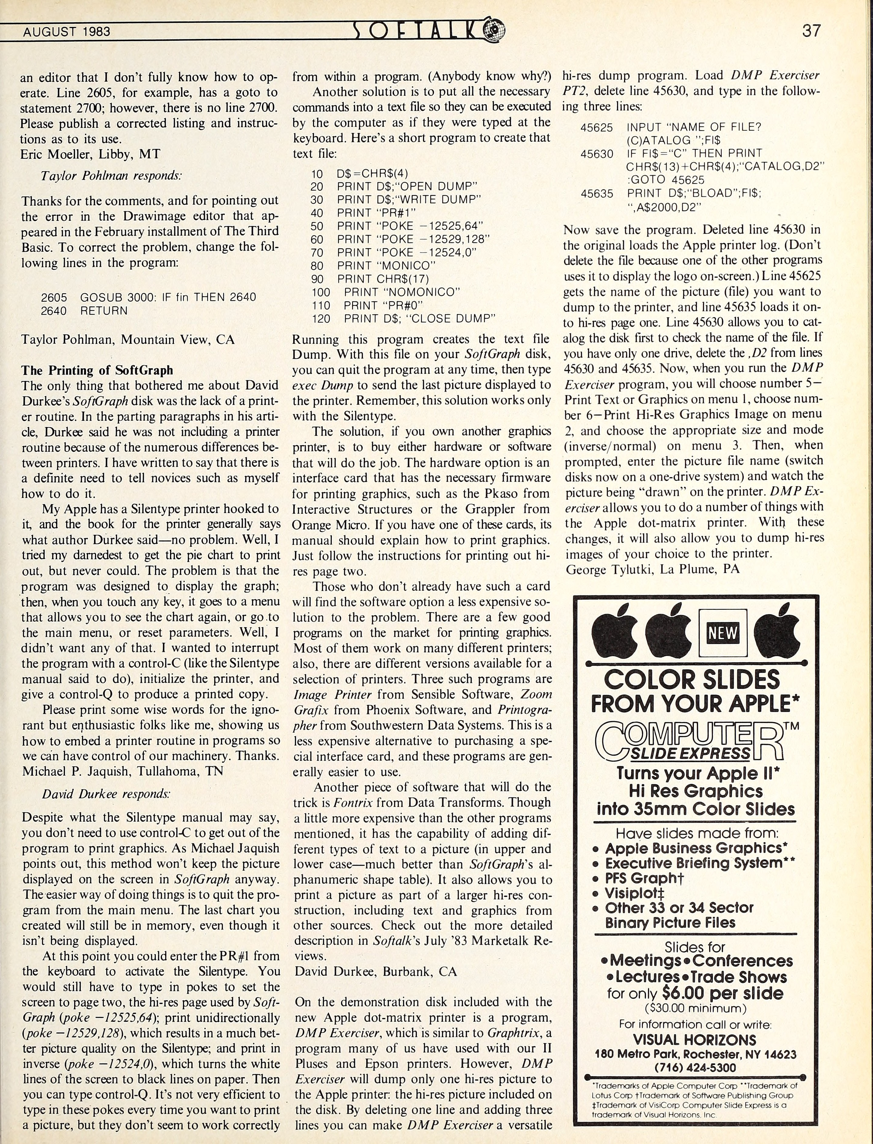 AUGUST 1983
SOFTALK
37
an editor that I don't fully know how to op-
erate. Line 2605, for example, has a goto to
statement 2700; however, there is no line 2700.
Please publish a corrected listing and instruc-
tions as to its use.
Eric Moeller, Libby, MT
Taylor Pohlman responds:
Thanks for the comments, and for pointing out
the error in the Drawimage editor that ap-
peared in the February installment of The Third
Basic. To correct the problem, change the fol-
lowing lines in the program:
2605 GOSUB 3000: IF fin THEN 2640
2640 RETURN
Taylor Pohlman, Mountain View, CA
The Printing of SoftGraph
The only thing that bothered me about David
Durkee's SoftGraph disk was the lack of a print-
er routine. In the parting paragraphs in his arti-
cle, Durkee said he was not including a printer
routine because of the numerous differences be-
tween printers. I have written to say that there is
a definite need to tell novices such as myself
how to do it.
My Apple has a Silentype printer hooked to
it, and the book for the printer generally says
what author Durkee said—no problem. Well, I
tried my darnedest to get the pie chart to print
out, but never could. The problem is that the
program was designed to display the graph;
then, when you touch any key, it goes to a menu
that allows you to see the chart again, or go to
the main menu, or reset parameters. Well, I
didn't want any of that. I wanted to interrupt
the program with a control-C (like the Silentype
manual said to do), initialize the printer, and
give a control-Q to produce a printed copy.
Please print some wise words for the igno-
rant but enthusiastic folks like me, showing us
how to embed a printer routine in programs so
we can have control of our machinery. Thanks.
Michael P. Jaquish, Tullahoma, TN
David Durkee responds:
Despite what the Silentype manual may say,
you don't need to use control-C to get out of the
program to print graphics. As Michael Jaquish
points out, this method won't keep the picture
displayed on the screen in SoftGraph anyway.
The easier way of doing things is to quit the pro-
gram from the main menu. The last chart you
created will still be in memory, even though it
isn't being displayed.
At this point you could enter the PR#1 from
the keyboard to activate the Silentype. You
would still have to type in pokes to set the
screen to page two, the hi-res page used by Soft-
Graph (poke −12525,64); print unidirectionally
(poke −12529,128), which results in a much bet-
ter picture quality on the Silentype; and print in
inverse (poke −12524,0), which turns the white
lines of the screen to black lines on paper. Then
you can type control-Q. It's not very efficient to
type in these pokes every time you want to print
a picture, but they don't seem to work correctly
from within a program. (Anybody know why?)
Another solution is to put all the necessary
commands into a text file so they can be executed
by the computer as if they were typed at the
keyboard. Here's a short program to create that
text file:
10 D$=CHR$(4)
20 PRINT D$;"OPEN DUMP"
30 PRINT D$;"WRITE DUMP"
40 PRINT "PR#1"
50 PRINT "POKE −12525,64"
60 PRINT "POKE −12529,128"
70 PRINT "POKE −12524,0"
80 PRINT "MONICO"
90 PRINT CHR$(17)
100 PRINT "NOMONICO"
110 PRINT "PR#0"
120 PRINT D$; "CLOSE DUMP"
Running this program creates the text file
Dump. With this file on your SoftGraph disk,
you can quit the program at any time, then type
exec Dump to send the last picture displayed to
the printer. Remember, this solution works only
with the Silentype.
The solution, if you own another graphics
printer, is to buy either hardware or software
that will do the job. The hardware option is an
interface card that has the necessary firmware
for printing graphics, such as the Pkaso from
Interactive Structures or the Grappler from
Orange Micro. If you have one of these cards, its
manual should explain how to print graphics.
Just follow the instructions for printing out hi-
res page two.
Those who don't already have such a card
will find the software option a less expensive so-
lution to the problem. There are a few good
programs on the market for printing graphics.
Most of them work on many different printers;
also, there are different versions available for a
selection of printers. Three such programs are
Image Printer from Sensible Software, Zoom
Grafix from Phoenix Software, and Printogra-
pher from Southwestern Data Systems. This is a
less expensive alternative to purchasing a spe-
cial interface card, and these programs are gen-
erally easier to use.
Another piece of software that will do the
trick is Fontrix from Data Transforms. Though
a little more expensive than the other programs
mentioned, it has the capability of adding dif-
ferent types of text to a picture (in upper and
lower case—much better than SoftGraph's al-
phanumeric shape table). It also allows you to
print a picture as part of a larger hi-res con-
struction, including text and graphics from
other sources. Check out the more detailed
description in Softalk's July '83 Marketalk Re-
views.
David Durkee, Burbank, CA
On the demonstration disk included with the
new Apple dot-matrix printer is a program,
DMP Exerciser, which is similar to Graphtrix, a
program many of us have used with our II
Pluses and Epson printers. However, DMP
Exerciser will dump only one hi-res picture to
the Apple printer: the hi-res picture included on
the disk. By deleting one line and adding three
lines you can make DMP Exerciser a versatile
hi-res dump program. Load DMP Exerciser
PT2, delete line 45630, and type in the follow-
ing three lines:
45625 INPUT "NAME OF FILE?
(C)ATALOG ";FI$
45630 IF FI$="C" THEN PRINT
CHR$(13)+CHR$(4);"CATALOG,D2"
:GOTO 45625
45635 PRINT D$;"BLOAD";FI$;
",A$2000,D2"
Now save the program. Deleted line 45630 in
the original loads the Apple printer log. (Don't
delete the file because one of the other programs
uses it to display the logo on-screen.) Line 45625
gets the name of the picture (file) you want to
dump to the printer, and line 45635 loads it on-
to hi-res page one. Line 45630 allows you to cat-
alog the disk first to check the name of the file. If
you have only one drive, delete the ,D2 from lines
45630 and 45635. Now, when you run the DMP
Exerciser program, you will choose number 5—
Print Text or Graphics on menu 1, choose num-
ber 6—Print Hi-Res Graphics Image on menu
2, and choose the appropriate size and mode
(inverse/normal) on menu 3. Then, when
prompted, enter the picture file name (switch
disks now on a one-drive system) and watch the
picture being "drawn" on the printer. DMP Ex-
erciser allows you to do a number of things with
the Apple dot-matrix printer. With these
changes, it will also allow you to dump hi-res
images of your choice to the printer.
George Tylutki, La Plume, PA
NEW
COLOR SLIDES
FROM YOUR APPLE*
COMPUTER™
SLIDE EXPRESS
Turns your Apple II*
Hi Res Graphics
into 35mm Color Slides
Have slides made from:
• Apple Business Graphics*
• Executive Briefing System**
• PFS Graph†
• Visiplot‡
• Other 33 or 34 Sector
Binary Picture Files
Slides for
•Meetings•Conferences
•Lectures•Trade Shows
for only $6.00 per slide
($30.00 minimum)
For information call or write:
VISUAL HORIZONS
180 Metro Park, Rochester, NY 14623
(716) 424-5300
*Trademarks of Apple Computer Corp **Trademark of
Lotus Corp †Trademark of Software Publishing Group
‡Trademark of VisiCorp Computer Slide Express is a
trademark of Visual Horizons, Inc.